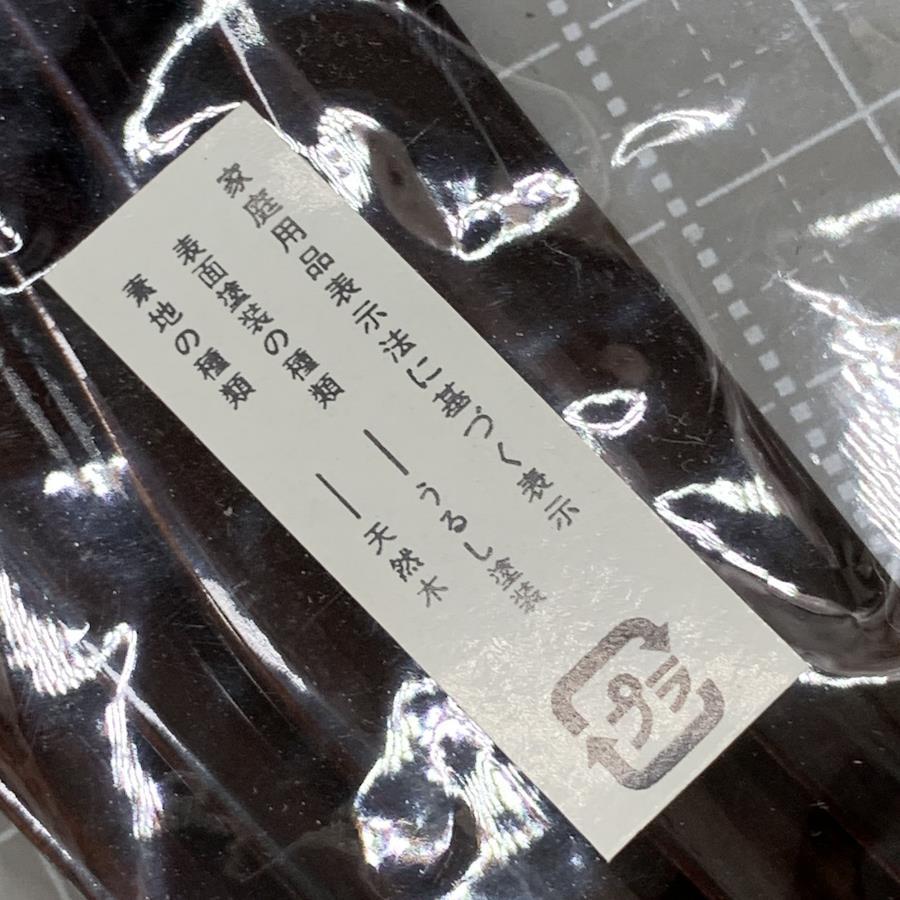 家庭用品表示法に基づく表示
表面塗装の種類 ― うるし塗装
素地の種類 ― 天然木
プラ